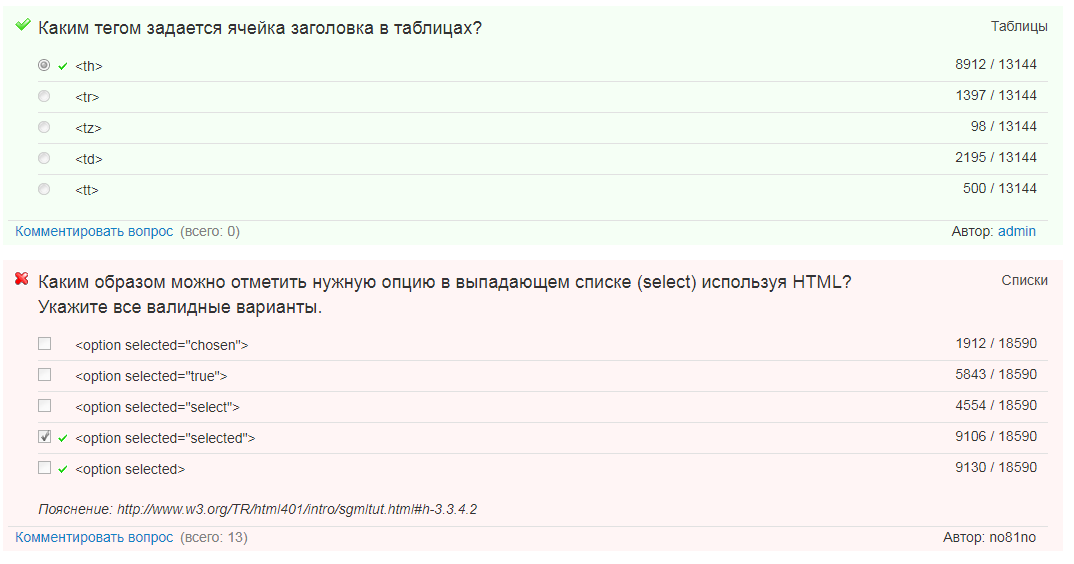 Каким тегом задается ячейка заголовка в таблицах? Таблицы
<th> 8912 / 13144
<tr> 1397 / 13144
<tz> 98 / 13144
<td> 2195 / 13144
<tt> 500 / 13144
Комментировать вопрос (всего: 0) Автор: admin
Каким образом можно отметить нужную опцию в выпадающем списке (select) используя HTML? Списки
Укажите все валидные варианты.
<option selected="chosen"> 1912 / 18590
<option selected="true"> 5843 / 18590
<option selected="select"> 4554 / 18590
<option selected="selected"> 9106 / 18590
<option selected> 9130 / 18590
Пояснение: http://www.w3.org/TR/html401/intro/sgmltut.html#h-3.3.4.2
Комментировать вопрос (всего: 13) Автор: no81no